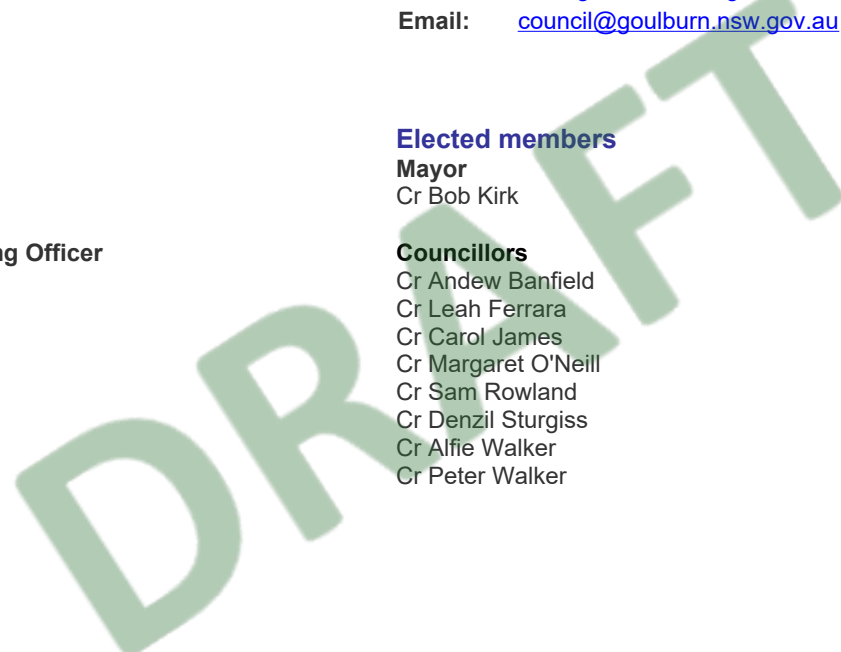 Email: council@goulburn.nsw.gov.au
Elected members
Mayor
Cr Bob Kirk
ng Officer
Councillors
Cr Andew Banfield
Cr Leah Ferrara
Cr Carol James
Cr Margaret O'Neill
Cr Sam Rowland
Cr Denzil Sturgiss
Cr Alfie Walker
Cr Peter Walker
DRAFT